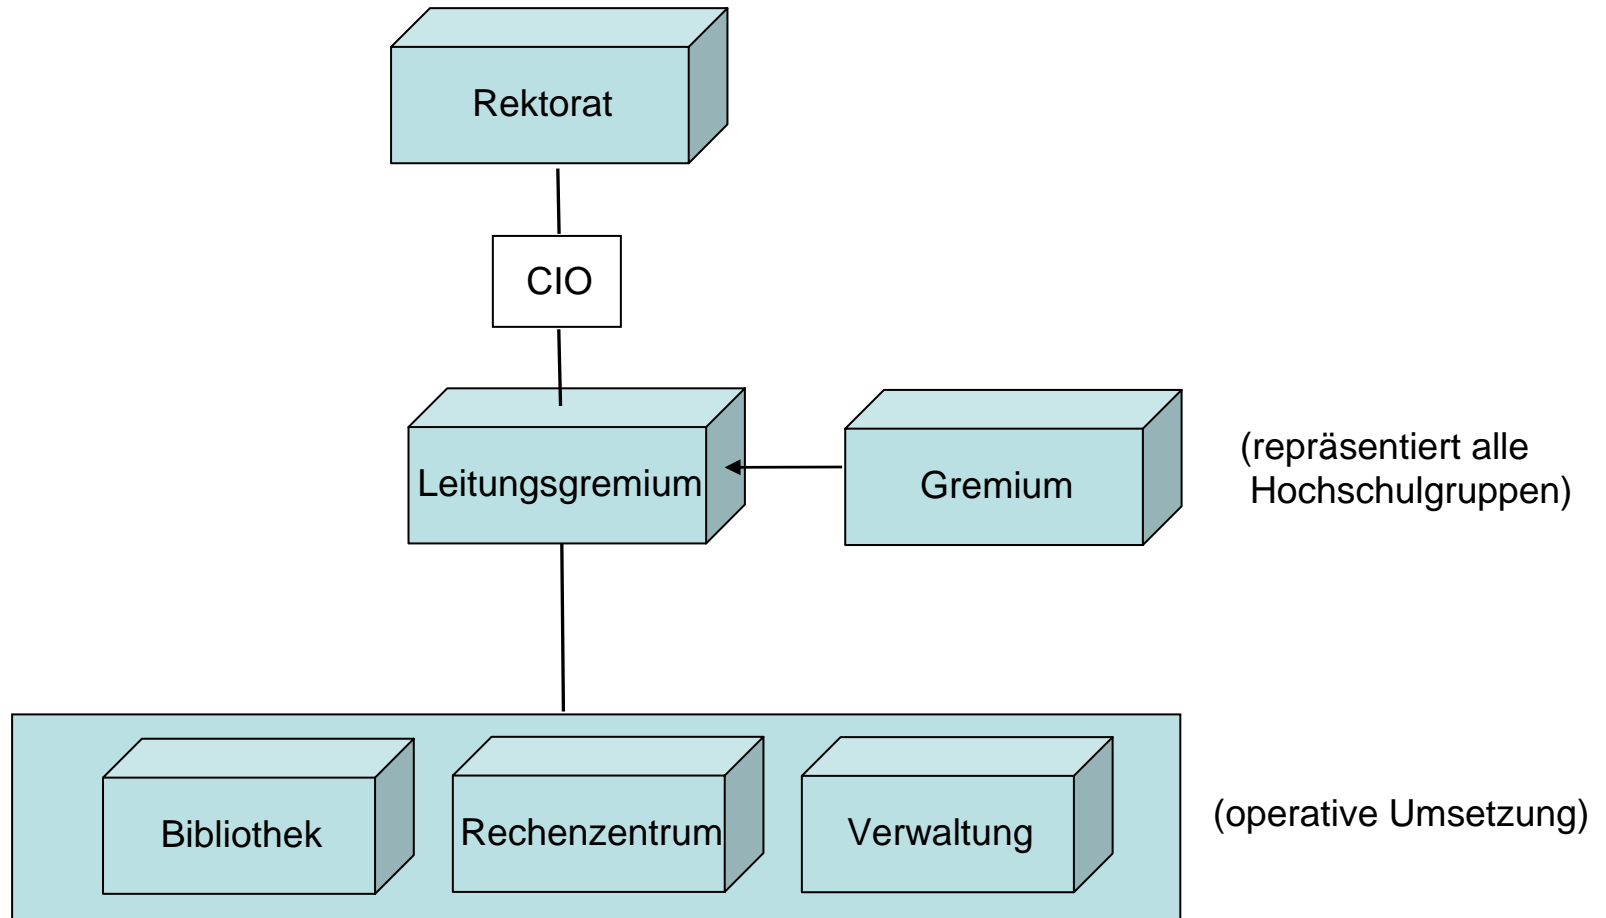 Rektorat
CIO
Leitungsgremium
Gremium
(repräsentiert alle
Hochschulgruppen)
Bibliothek
Rechenzentrum
Verwaltung
(operative Umsetzung)